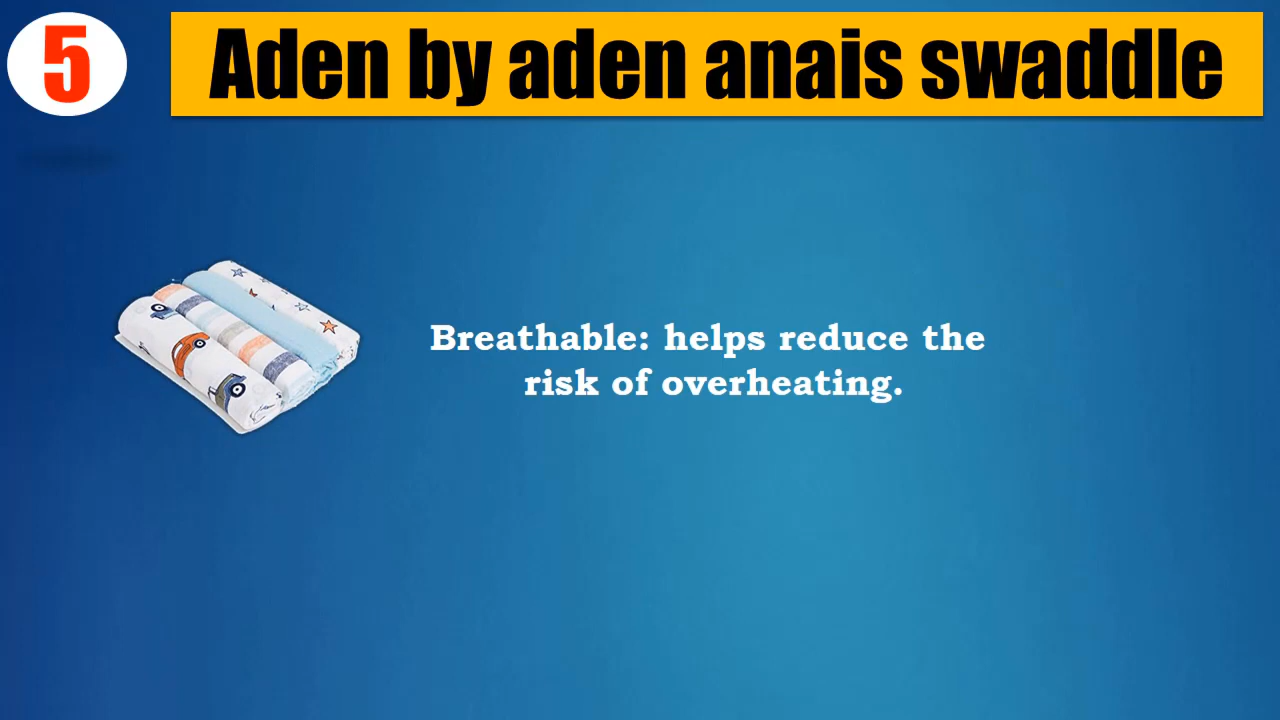 5
Aden by aden anais swaddle
Breathable: helps reduce the
risk of overheating.